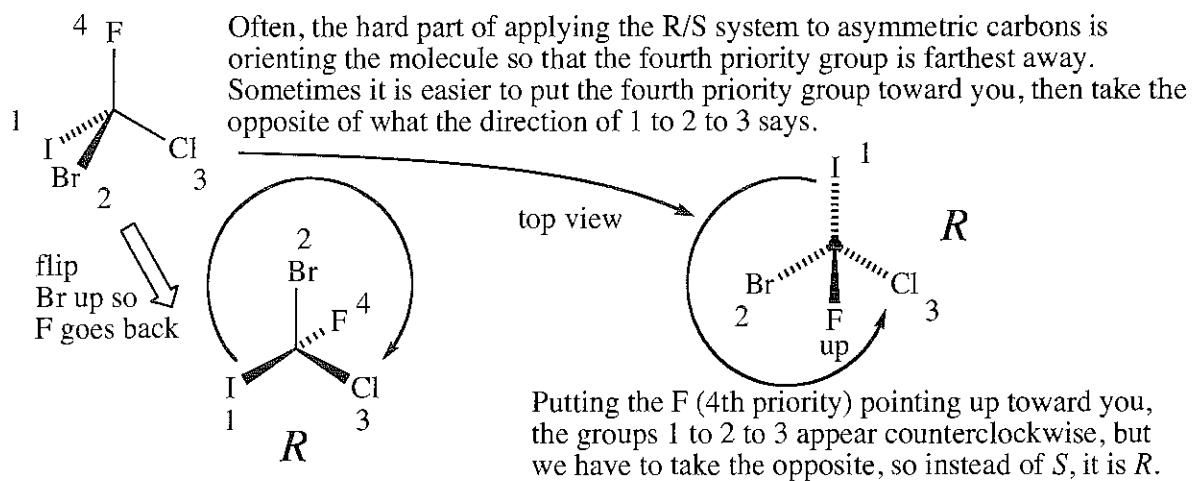 4 F
Often, the hard part of applying the R/S system to asymmetric carbons is
orienting the molecule so that the fourth priority group is farthest away.
Sometimes it is easier to put the fourth priority group toward you, then take the
opposite of what the direction of 1 to 2 to 3 says.
1
I
Cl
Br
2
3
flip
Br up so
F goes back
2
Br
F 4
I
Cl
1
3
R
top view
I 1
R
Br
Cl
2
3
F
up
Putting the F (4th priority) pointing up toward you,
the groups 1 to 2 to 3 appear counterclockwise, but
we have to take the opposite, so instead of S, it is R.